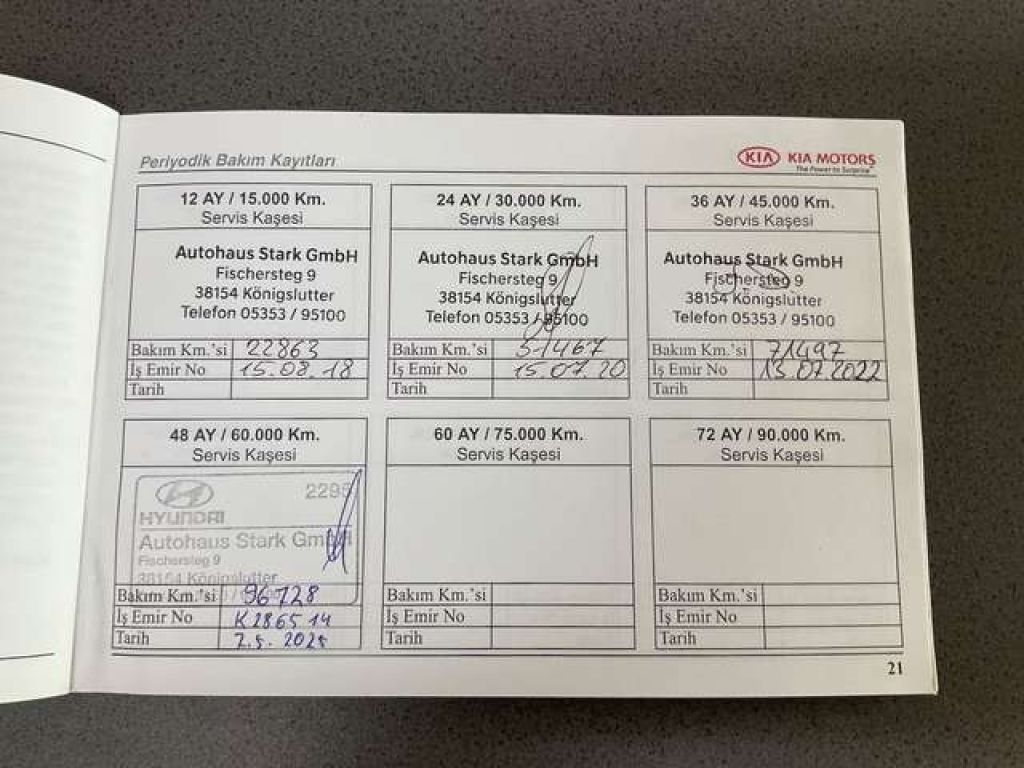 Periyodik Bakım Kayıtları
KIA KIA MOTORS
The Power to Surprise
12 AY / 15.000 Km.
Servis Kaşesi
Autohaus Stark GmbH
Fischersteg 9
38154 Königslutter
Telefon 05353 / 95100
Bakım Km.'si 22863
İş Emir No 15.08.18
Tarih
24 AY / 30.000 Km.
Servis Kaşesi
Autohaus Stark GmbH
Fischersteg 9
38154 Königslutter
Telefon 05353 / 95100
Bakım Km.'si 51467
İş Emir No 15.07.20
Tarih
36 AY / 45.000 Km.
Servis Kaşesi
Autohaus Stark GmbH
Fischersteg 9
38154 Königslutter
Telefon 05353 / 95100
Bakım Km.'si 71497
İş Emir No 13.07.2022
Tarih
48 AY / 60.000 Km.
Servis Kaşesi
2295
HYUNDAI
Autohaus Stark GmbH
Fischersteg 9
38154 Königslutter
Bakım Km.'si 96728
İş Emir No K286514
Tarih
60 AY / 75.000 Km.
Servis Kaşesi
Bakım Km.'si
İş Emir No
Tarih
72 AY / 90.000 Km.
Servis Kaşesi
Bakım Km.'si
İş Emir No
Tarih
21